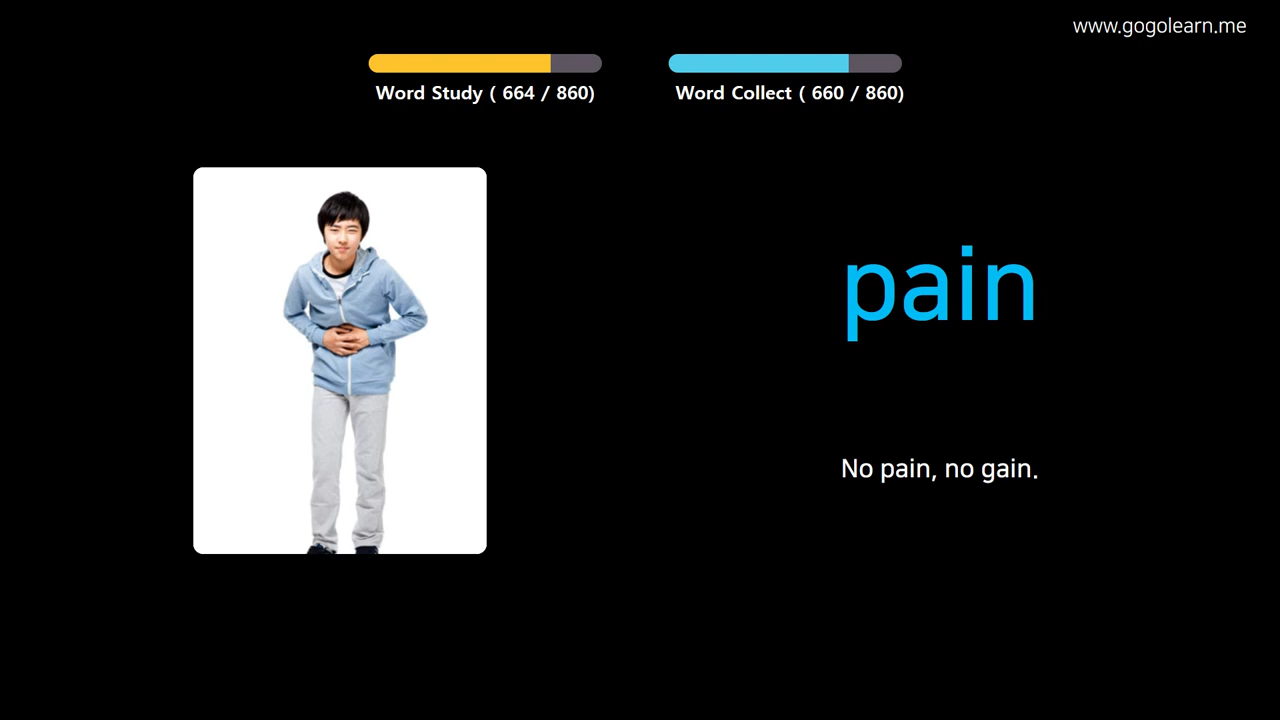 www.gogolearn.me
Word Study ( 664 / 860)
Word Collect ( 660 / 860)
pain
No pain, no gain.